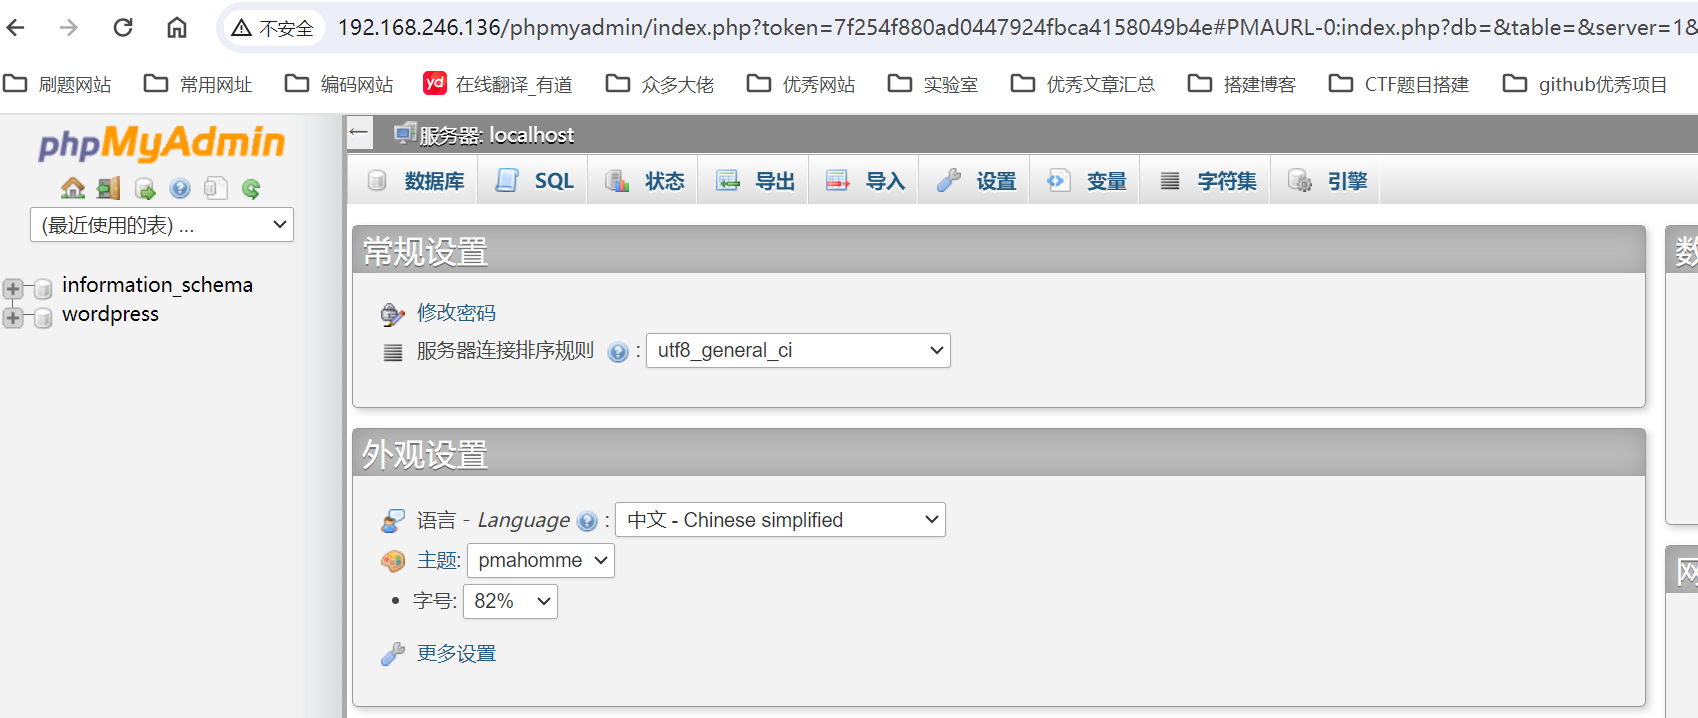 不安全 192.168.246.136/phpmyadmin/index.php?token=7f254f880ad0447924fbca4158049b4e#PMAURL-0:index.php?db=&table=&server=1&
刷题网站 常用网址 编码网站 yd 在线翻译_有道 众多大佬 优秀网站 实验室 优秀文章汇总 搭建博客 CTF题目搭建 github优秀项目
phpMyAdmin
(最近使用的表) ...
information_schema
wordpress
← 服务器: localhost
数据库 SQL 状态 导出 导入 设置 变量 字符集 引擎
常规设置
修改密码
服务器连接排序规则 : utf8_general_ci
外观设置
语言 - Language : 中文 - Chinese simplified
主题: pmahomme
• 字号: 82%
更多设置
数
网